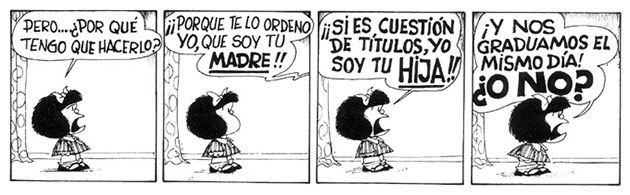 PERO...¿POR QUÉ
TENGO QUE HACERLO?
¡¡PORQUE TE LO ORDENO
YO, QUE SOY TU
MADRE!!
¡¡SI ES CUESTIÓN
DE TÍTULOS, YO
SOY TU HIJA!!
¡Y NOS
GRADUAMOS EL
MISMO DÍA!
¿O NO?